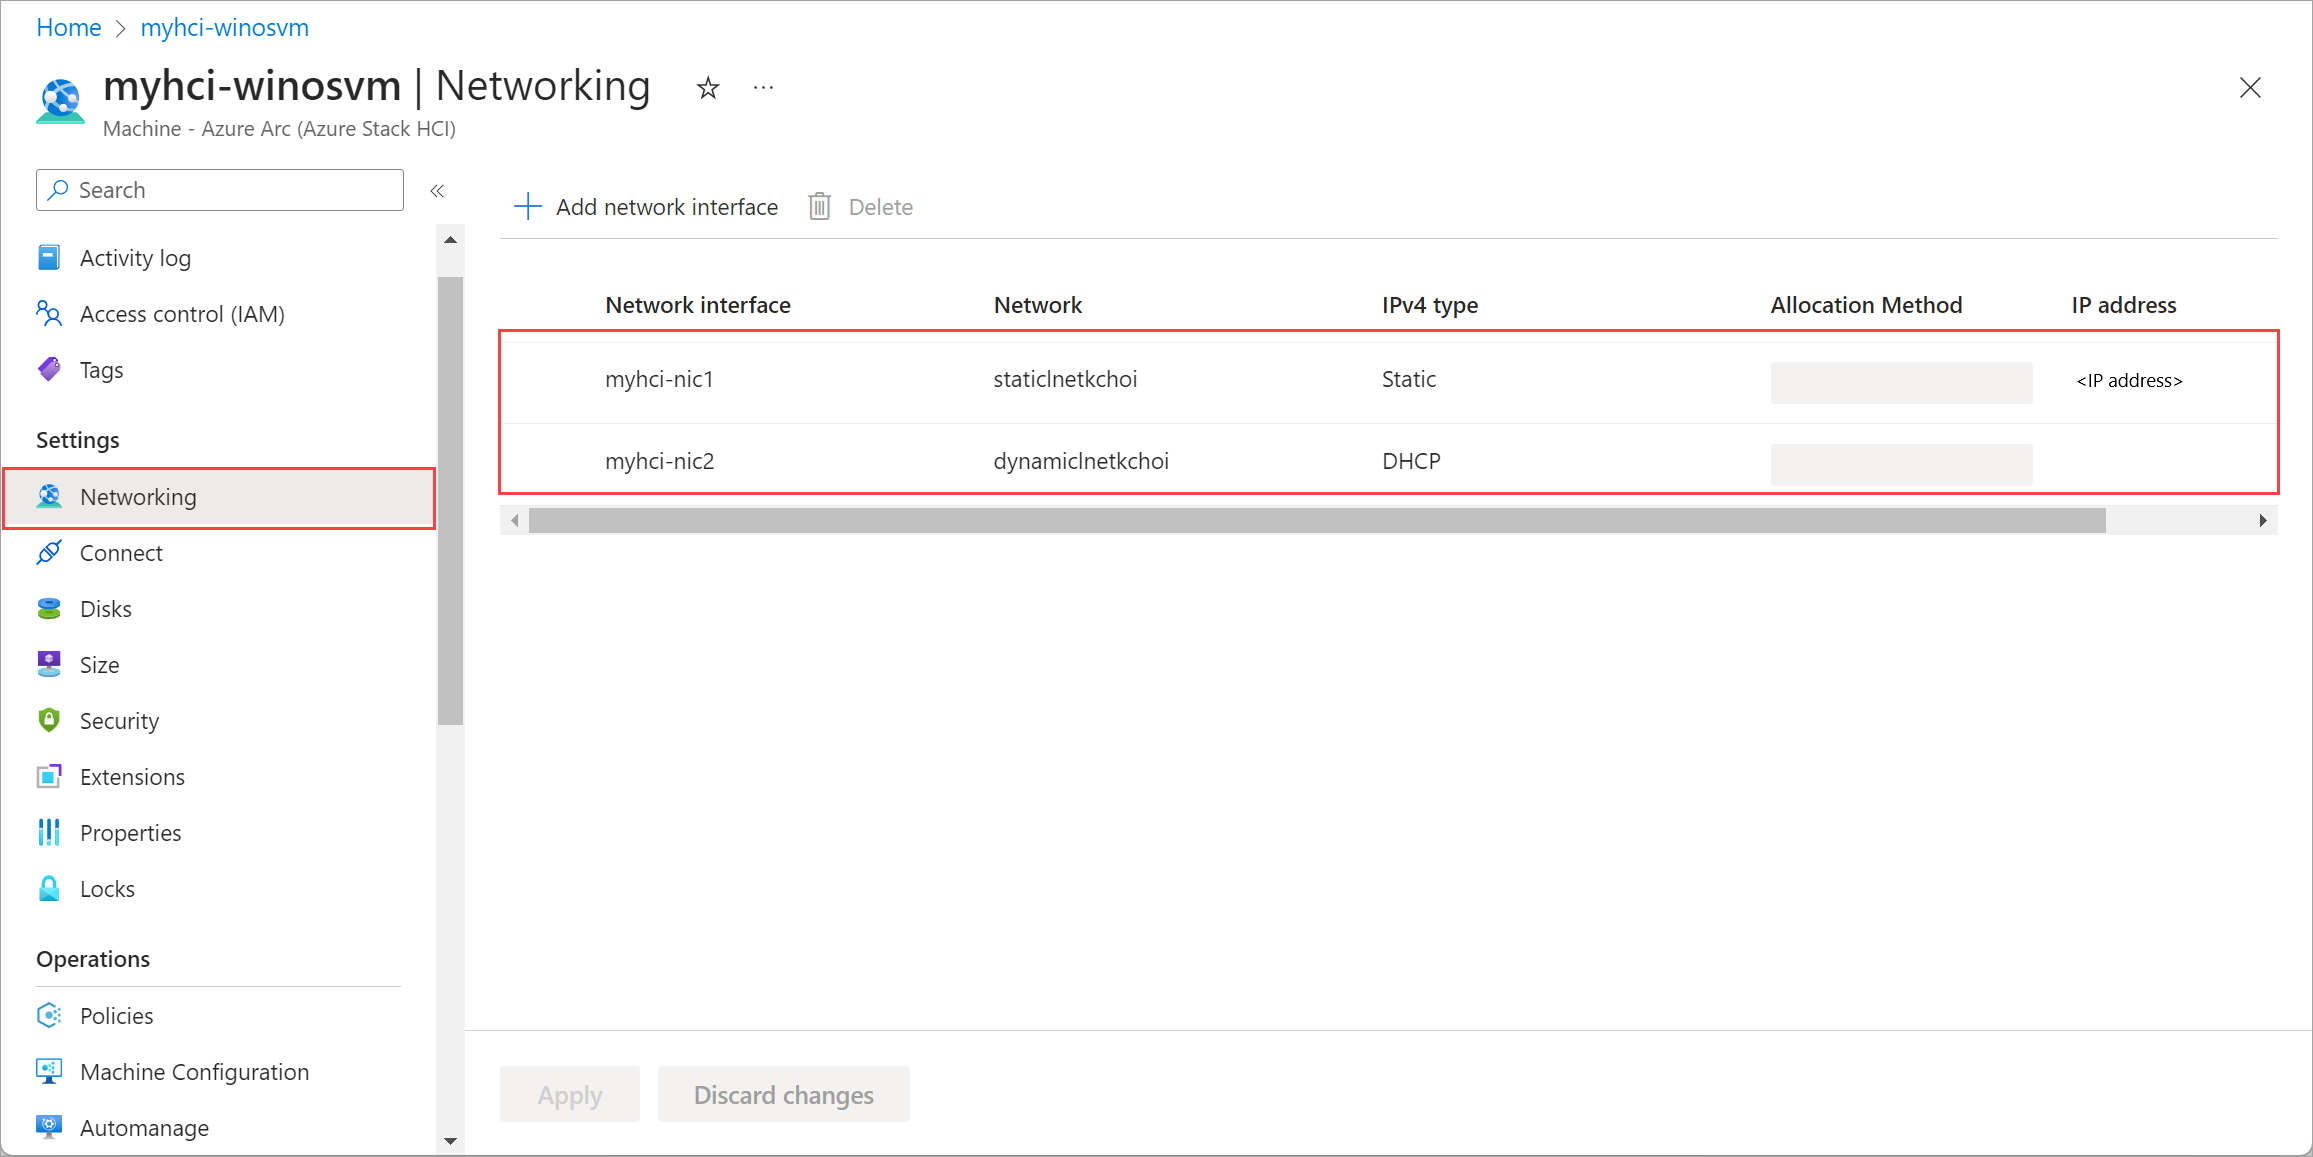 Home > myhci-winosvm
myhci-winosvm | Networking
Machine - Azure Arc (Azure Stack HCI)
Search
Activity log
Access control (IAM)
Tags
Settings
Networking
Connect
Disks
Size
Security
Extensions
Properties
Locks
Operations
Policies
Machine Configuration
Automanage
Add network interface Delete
Network interface Network IPv4 type Allocation Method IP address
myhci-nic1 staticlnetkchoi Static <IP address>
myhci-nic2 dynamiclnetkchoi DHCP
Apply Discard changes